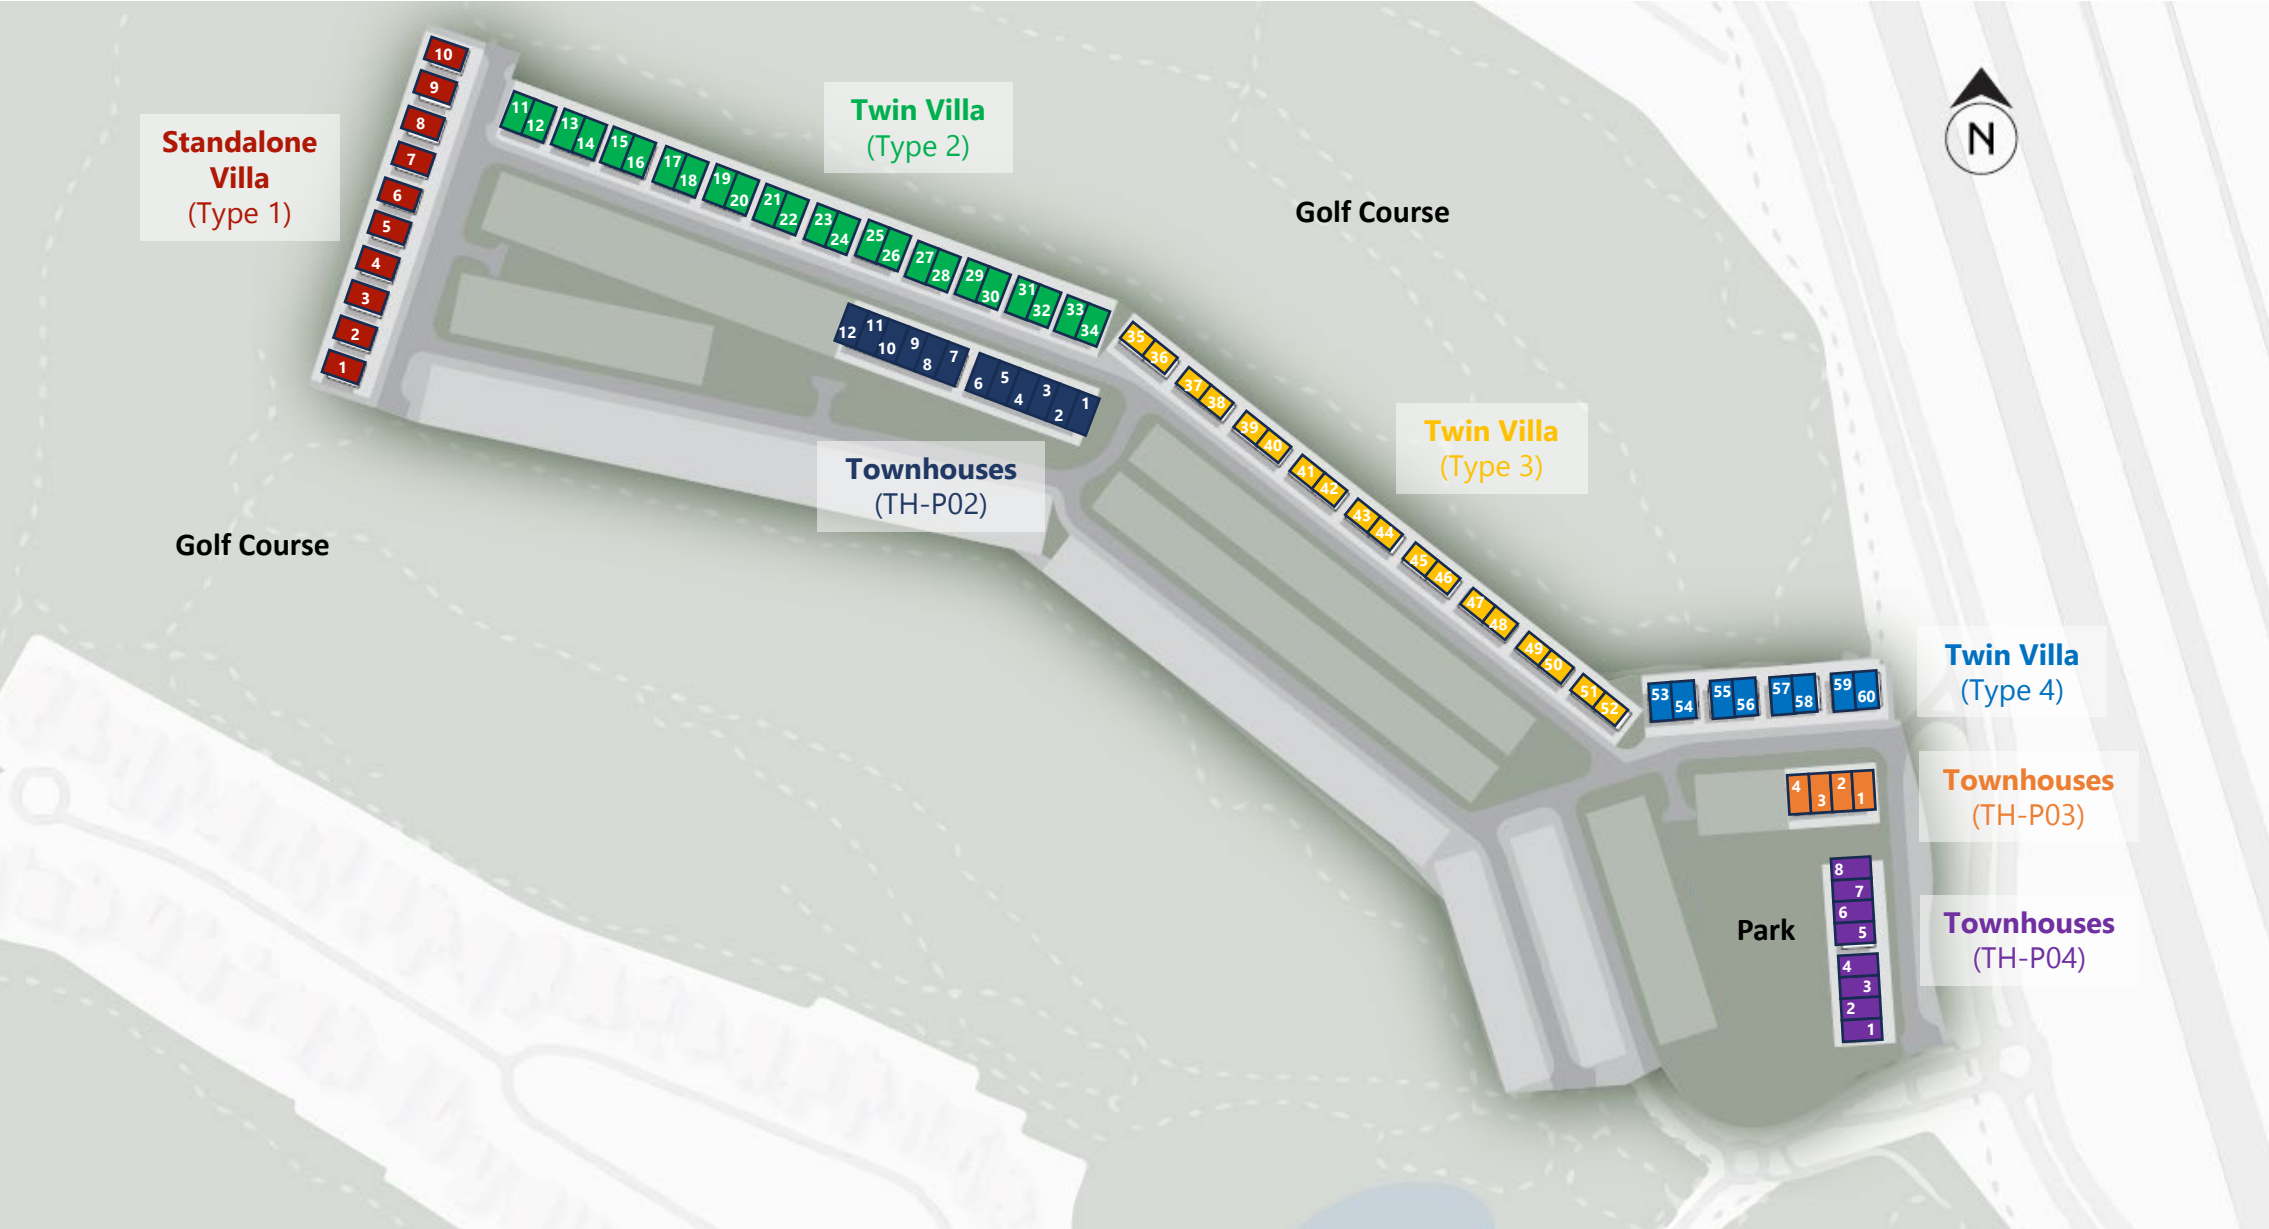 10
9
8
7
6
5
4
3
2
1
Standalone
Villa
(Type 1)
11 12
13 14
15 16
17 18
19 20
21 22
23 24
25 26
27 28
29 30
31 32
33 34
Twin Villa
(Type 2)
Golf Course
N
12 11 10 9 8 7
6 5 4 3 2 1
Townhouses
(TH-P02)
35 36
37 38
39 40
41 42
43 44
45 46
47 48
49 50
51 52
Twin Villa
(Type 3)
Golf Course
53 54
55 56
57 58
59 60
Twin Villa
(Type 4)
4 3 2 1
Townhouses
(TH-P03)
Park
8
7
6
5
4
3
2
1
Townhouses
(TH-P04)